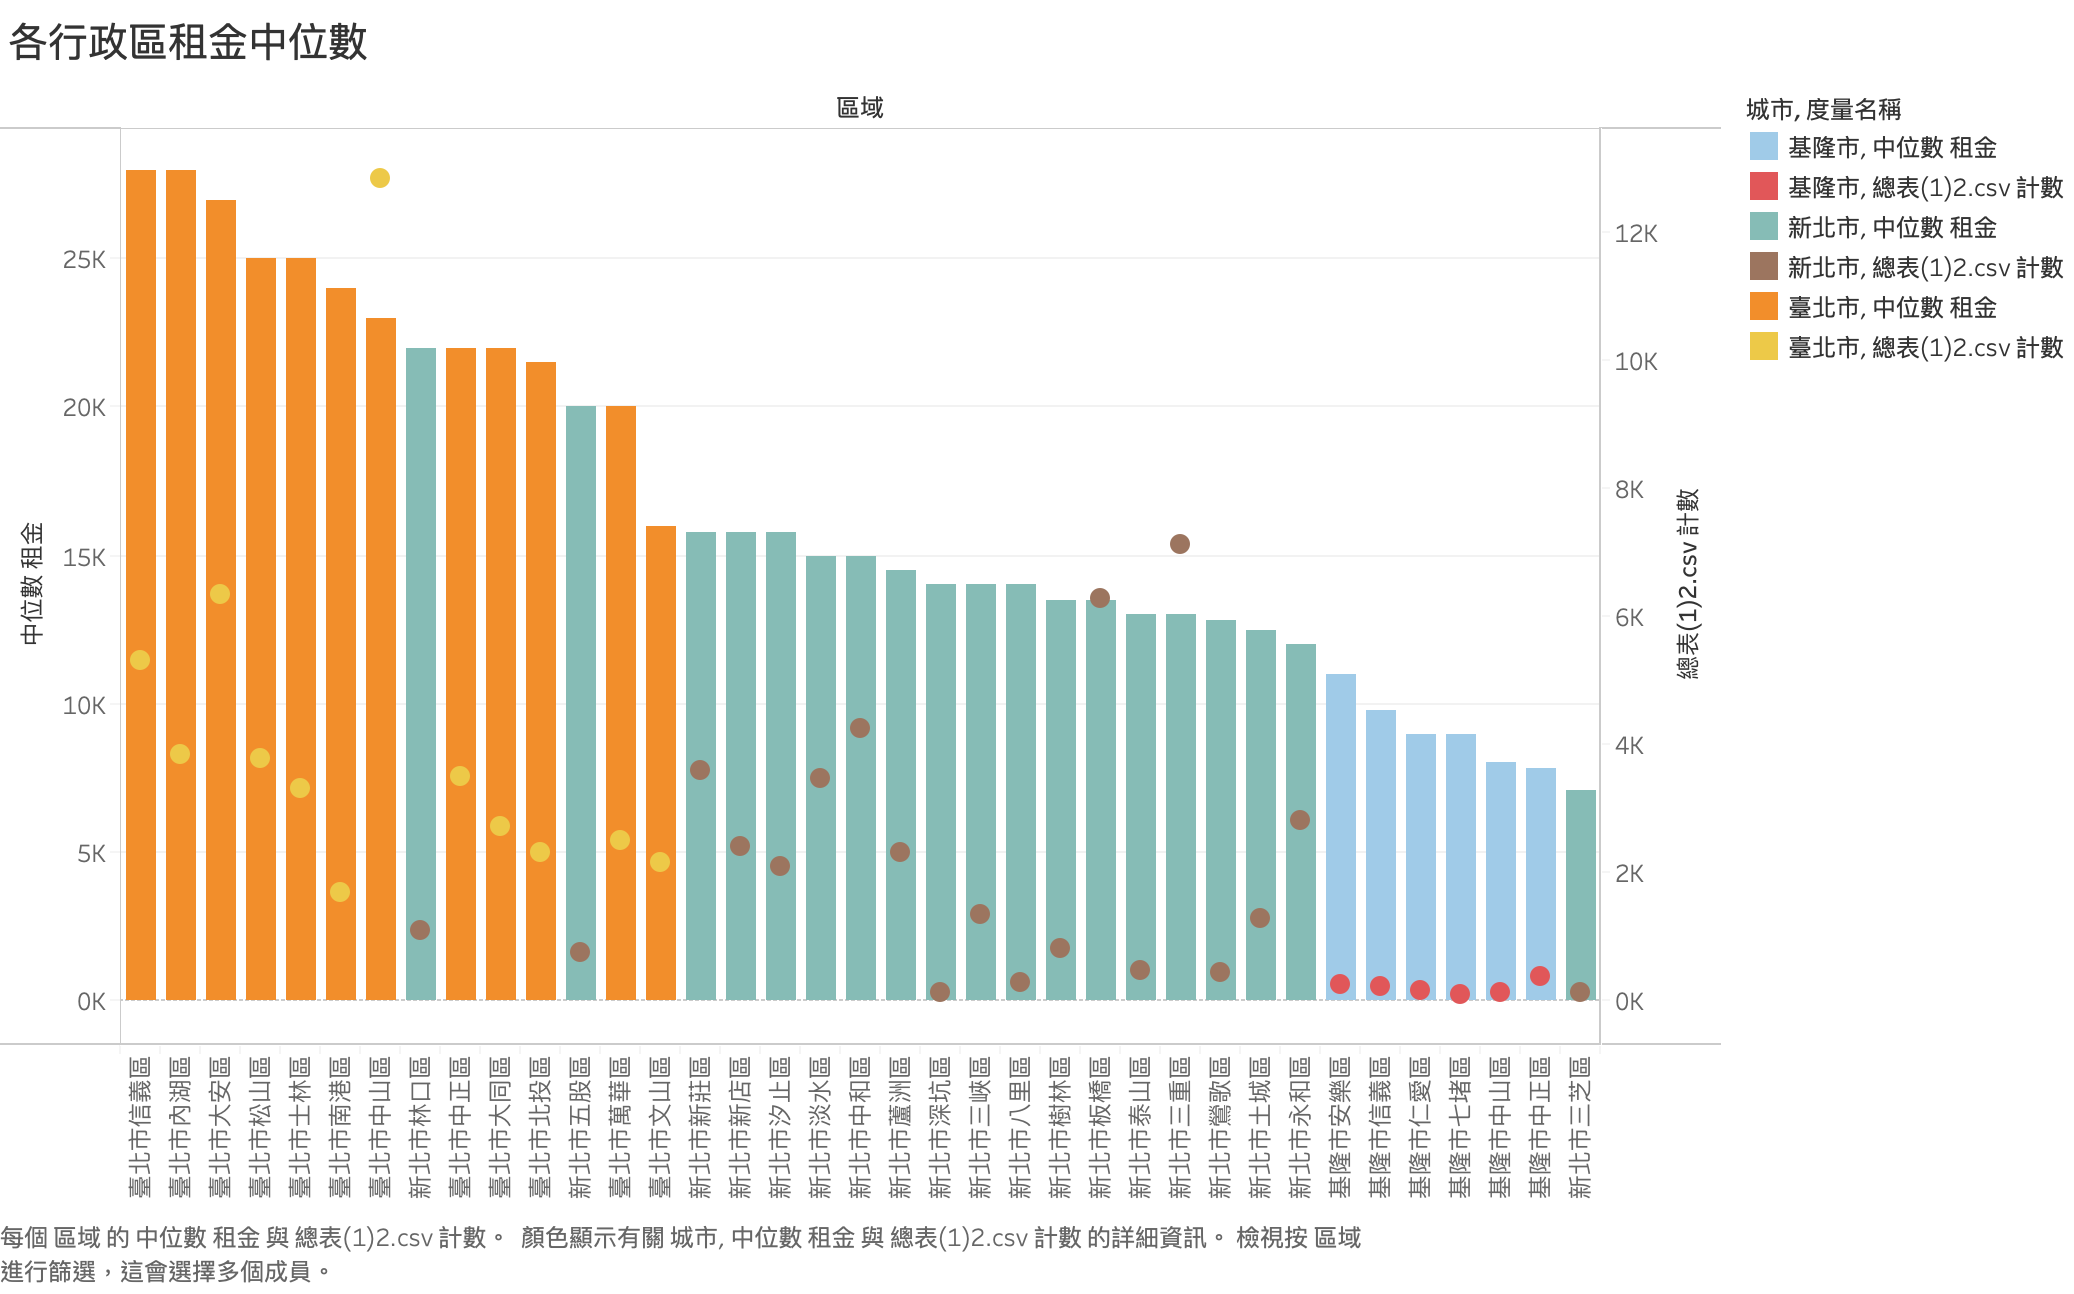 各行政區租金中位數
區域
城市, 度量名稱
基隆市, 中位數 租金
基隆市, 總表(1)2.csv 計數
新北市, 中位數 租金
新北市, 總表(1)2.csv 計數
臺北市, 中位數 租金
臺北市, 總表(1)2.csv 計數
中位數 租金
25K
20K
15K
10K
5K
0K
12K
10K
8K
6K
4K
2K
0K
總表(1)2.csv 計數
臺北市信義區
臺北市內湖區
臺北市大安區
臺北市松山區
臺北市士林區
臺北市南港區
臺北市中山區
新北市林口區
臺北市中正區
臺北市大同區
臺北市北投區
新北市五股區
臺北市萬華區
臺北市文山區
新北市新莊區
新北市新店區
新北市汐止區
新北市淡水區
新北市中和區
新北市蘆洲區
新北市深坑區
新北市三峽區
新北市八里區
新北市樹林區
新北市板橋區
新北市泰山區
新北市三重區
新北市鶯歌區
新北市土城區
新北市永和區
基隆市安樂區
基隆市信義區
基隆市仁愛區
基隆市七堵區
基隆市中山區
基隆市中正區
新北市三芝區
每個 區域 的 中位數 租金 與 總表(1)2.csv 計數。 顏色顯示有關 城市, 中位數 租金 與 總表(1)2.csv 計數 的詳細資訊。 檢視按 區域
進行篩選，這會選擇多個成員。